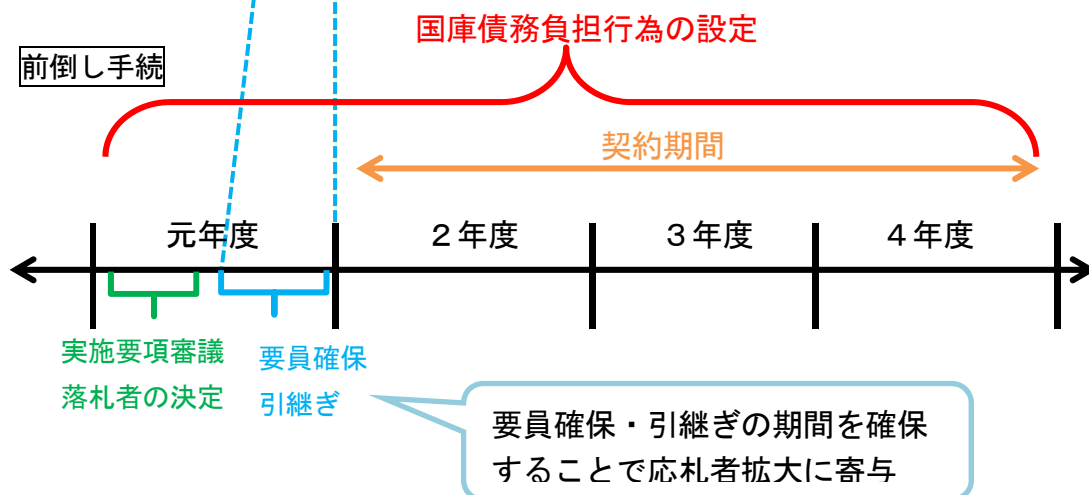 国庫債務負担行為の設定
前倒し手続
契約期間
元年度
２年度
３年度
４年度
実施要項審議
落札者の決定
要員確保
引継ぎ
要員確保・引継ぎの期間を確保
することで応札者拡大に寄与